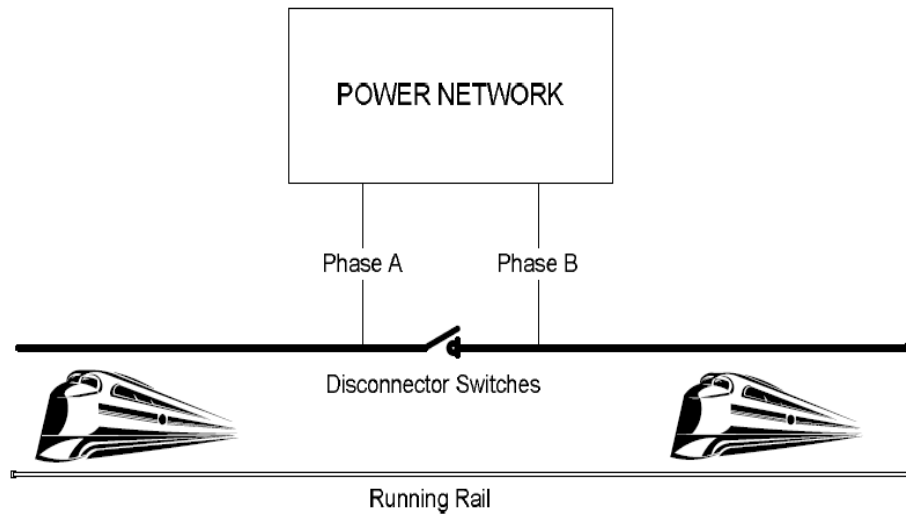 POWER NETWORK
Phase A
Phase B
Disconnector Switches
Running Rail